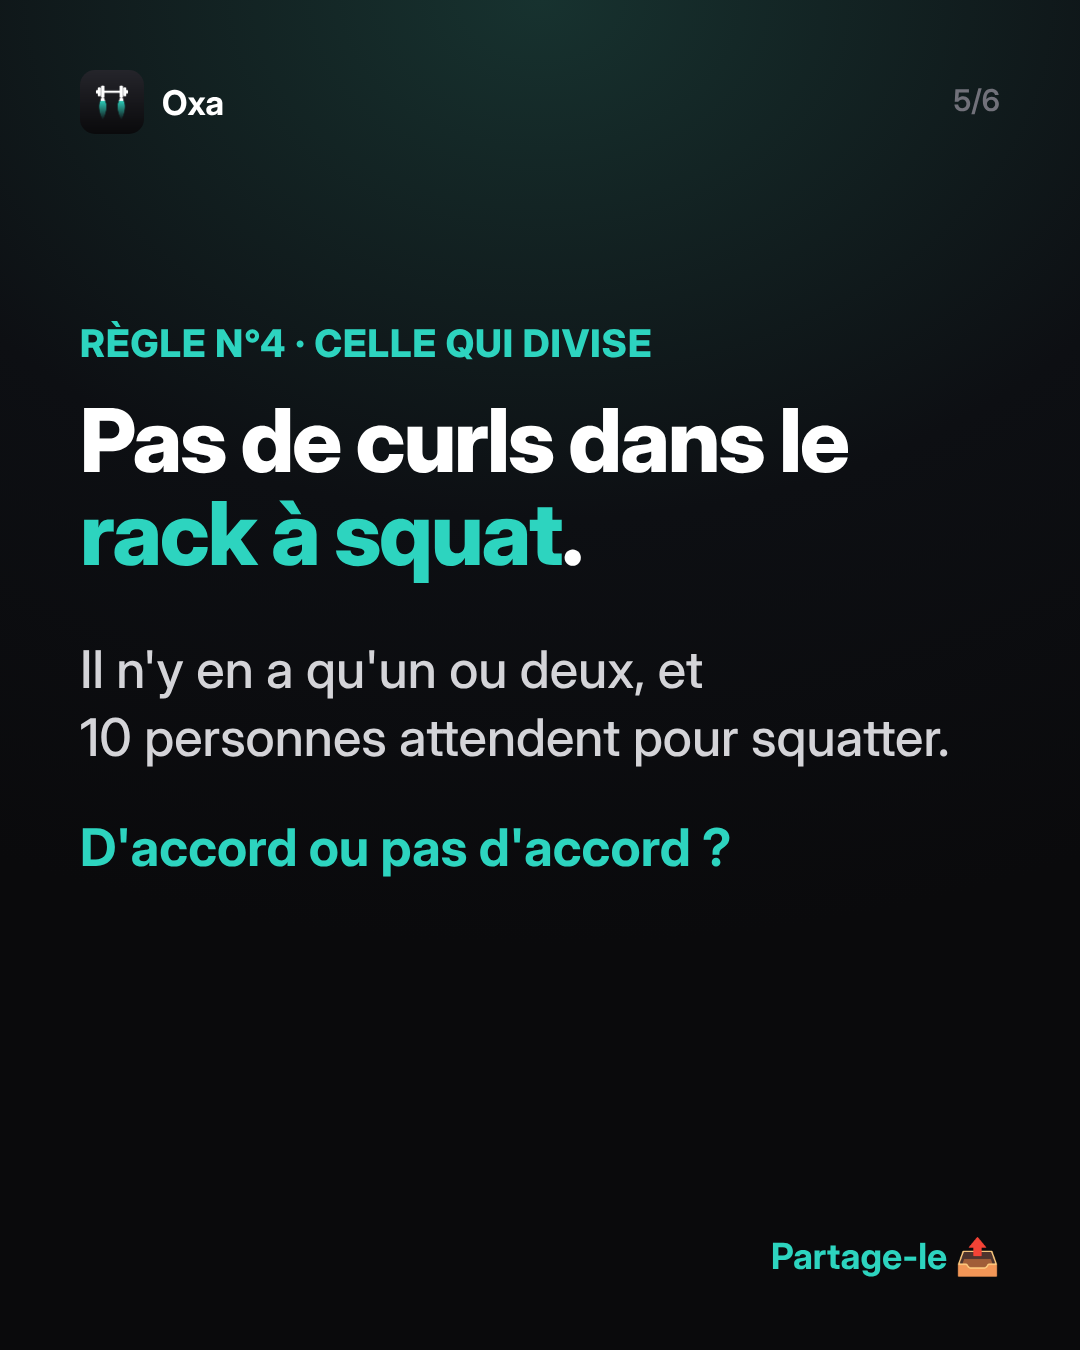 Oxa
5/6
RÈGLE N°4 · CELLE QUI DIVISE
Pas de curls dans le
rack à squat.
Il n'y en a qu'un ou deux, et
10 personnes attendent pour squatter.
D'accord ou pas d'accord ?
Partage-le 📤